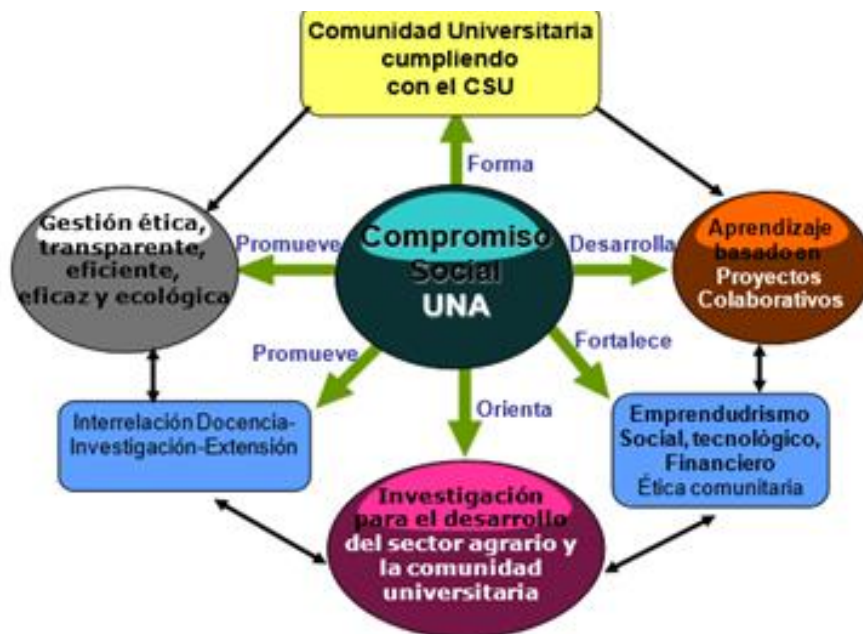 Comunidad Universitaria
cumpliendo
con el CSU
Forma
Gestión ética,
transparente,
eficiente,
eficaz y ecológica
Promueve
Compromiso
Social
UNA
Desarrolla
Aprendizaje
basado en
Proyectos
Colaborativos
Promueve
Fortalece
Interrelación Docencia-
Investigación-Extensión
Orienta
Emprendudrismo
Social, tecnológico,
Financiero
Ética comunitaria
Investigación
para el desarrollo
del sector agrario y
la comunidad
universitaria